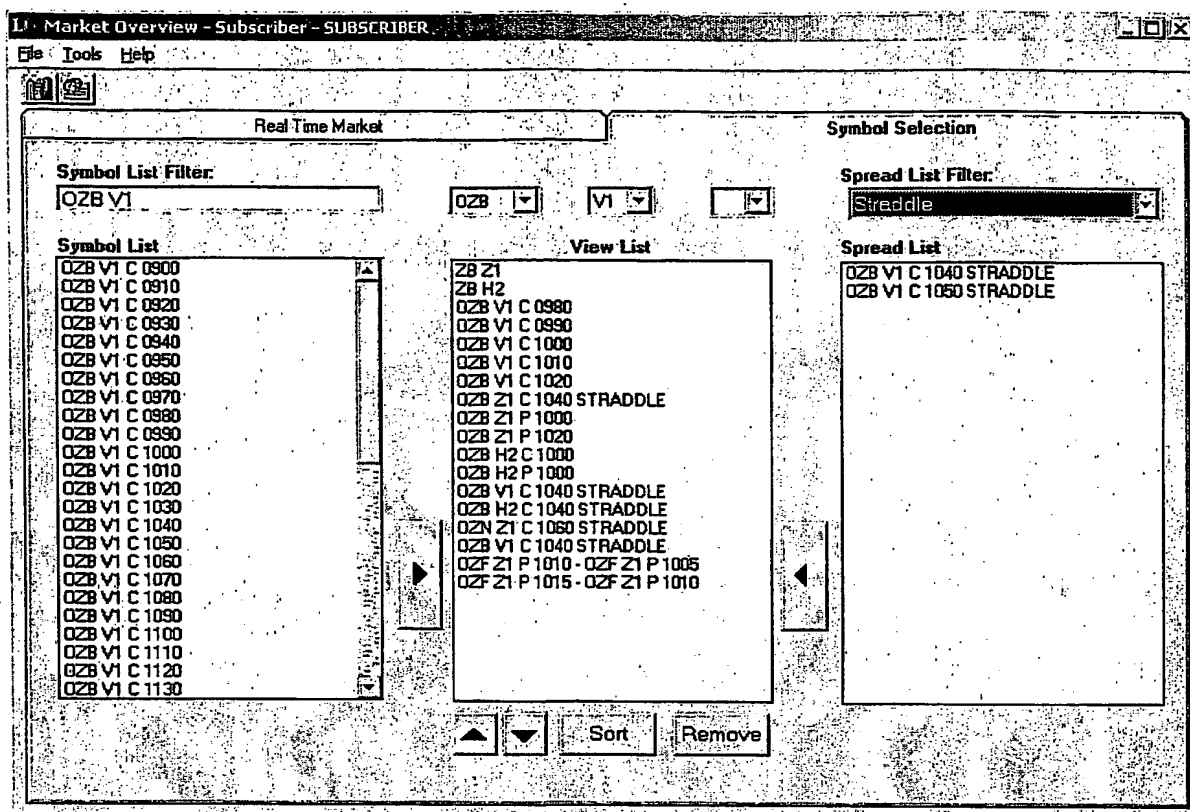 Market Overview - Subscriber - SUBSCRIBER
File Tools Help
Real Time Market
Symbol Selection
Symbol List Filter:
Spread List Filter:
OZB V1
OZB
V1
Straddle
Symbol List
OZB V1 C 0900
OZB V1 C 0910
OZB V1 C 0920
OZB V1 C 0930
OZB V1 C 0940
OZB V1 C 0950
OZB V1 C 0960
OZB V1 C 0970
OZB V1 C 0980
OZB V1 C 0990
OZB V1 C 1000
OZB V1 C 1010
OZB V1 C 1020
OZB V1 C 1030
OZB V1 C 1040
OZB V1 C 1050
OZB V1 C 1060
OZB V1 C 1070
OZB V1 C 1080
OZB V1 C 1090
OZB V1 C 1100
OZB V1 C 1110
OZB V1 C 1120
OZB V1 C 1130
View List
ZB Z1
ZB H2
OZB V1 C 0980
OZB V1 C 0990
OZB V1 C 1000
OZB V1 C 1010
OZB V1 C 1020
OZB Z1 C 1040 STRADDLE
OZB Z1 P 1000
OZB Z1 P 1020
OZB H2 C 1000
OZB H2 P 1000
OZB V1 C 1040 STRADDLE
OZB H2 C 1040 STRADDLE
OZN Z1 C 1060 STRADDLE
OZB V1 C 1040 STRADDLE
OZF Z1 P 1010 - OZF Z1 P 1005
OZF Z1 P 1015 - OZF Z1 P 1010
Spread List
OZB V1 C 1040 STRADDLE
OZB V1 C 1050 STRADDLE
Sort
Remove